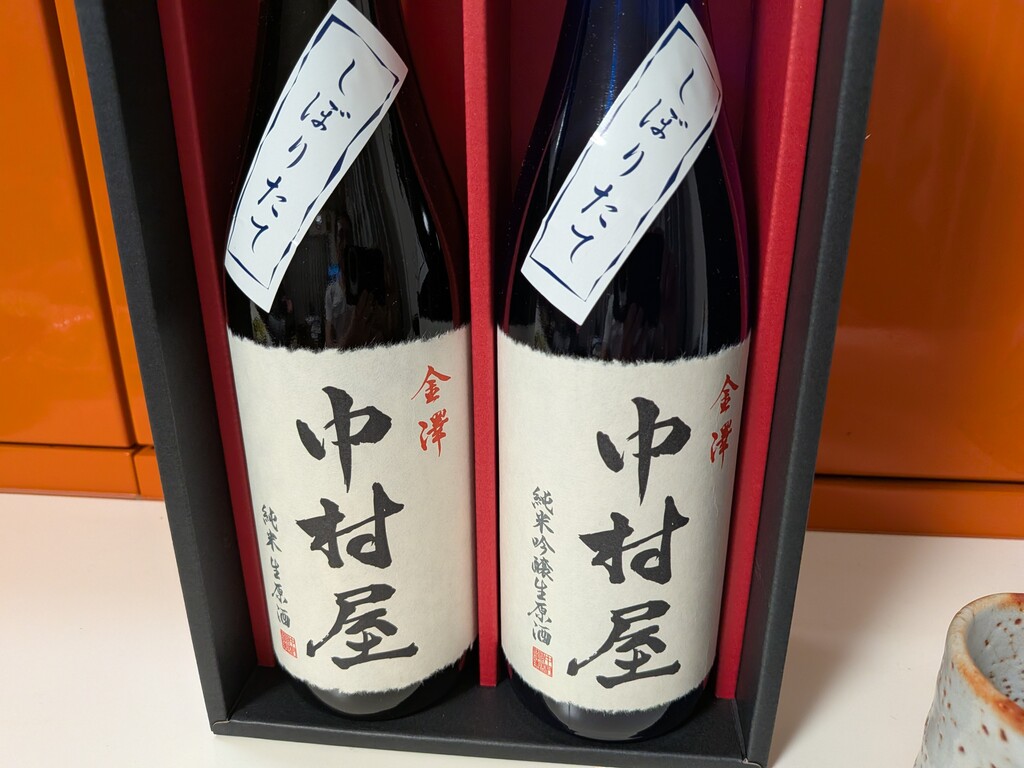 しぼりたて
金澤
中村屋
純米生原酒
しぼりたて
金澤
中村屋
純米吟醸生原酒